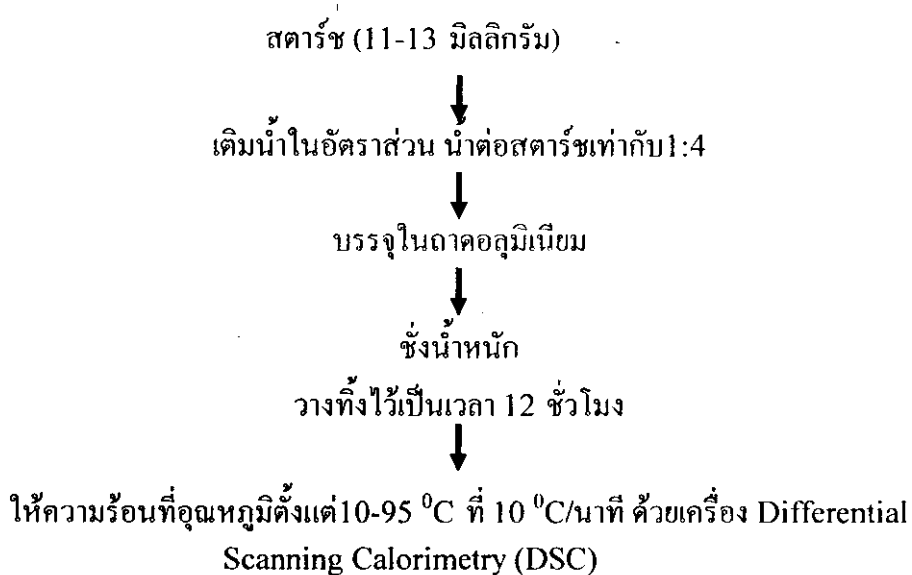 สตาร์ช (11-13 มิลลิกรัม)
เติมน้ำในอัตราส่วน น้ำต่อสตาร์ชเท่ากับ1:4
บรรจุในถาดอลุมิเนียม
ชั่งน้ำหนัก
วางทิ้งไว้เป็นเวลา 12 ชั่วโมง
ให้ความร้อนที่อุณหภูมิตั้งแต่10-95 ⁰C ที่ 10 ⁰C/นาที ด้วยเครื่อง Differential
Scanning Calorimetry (DSC)